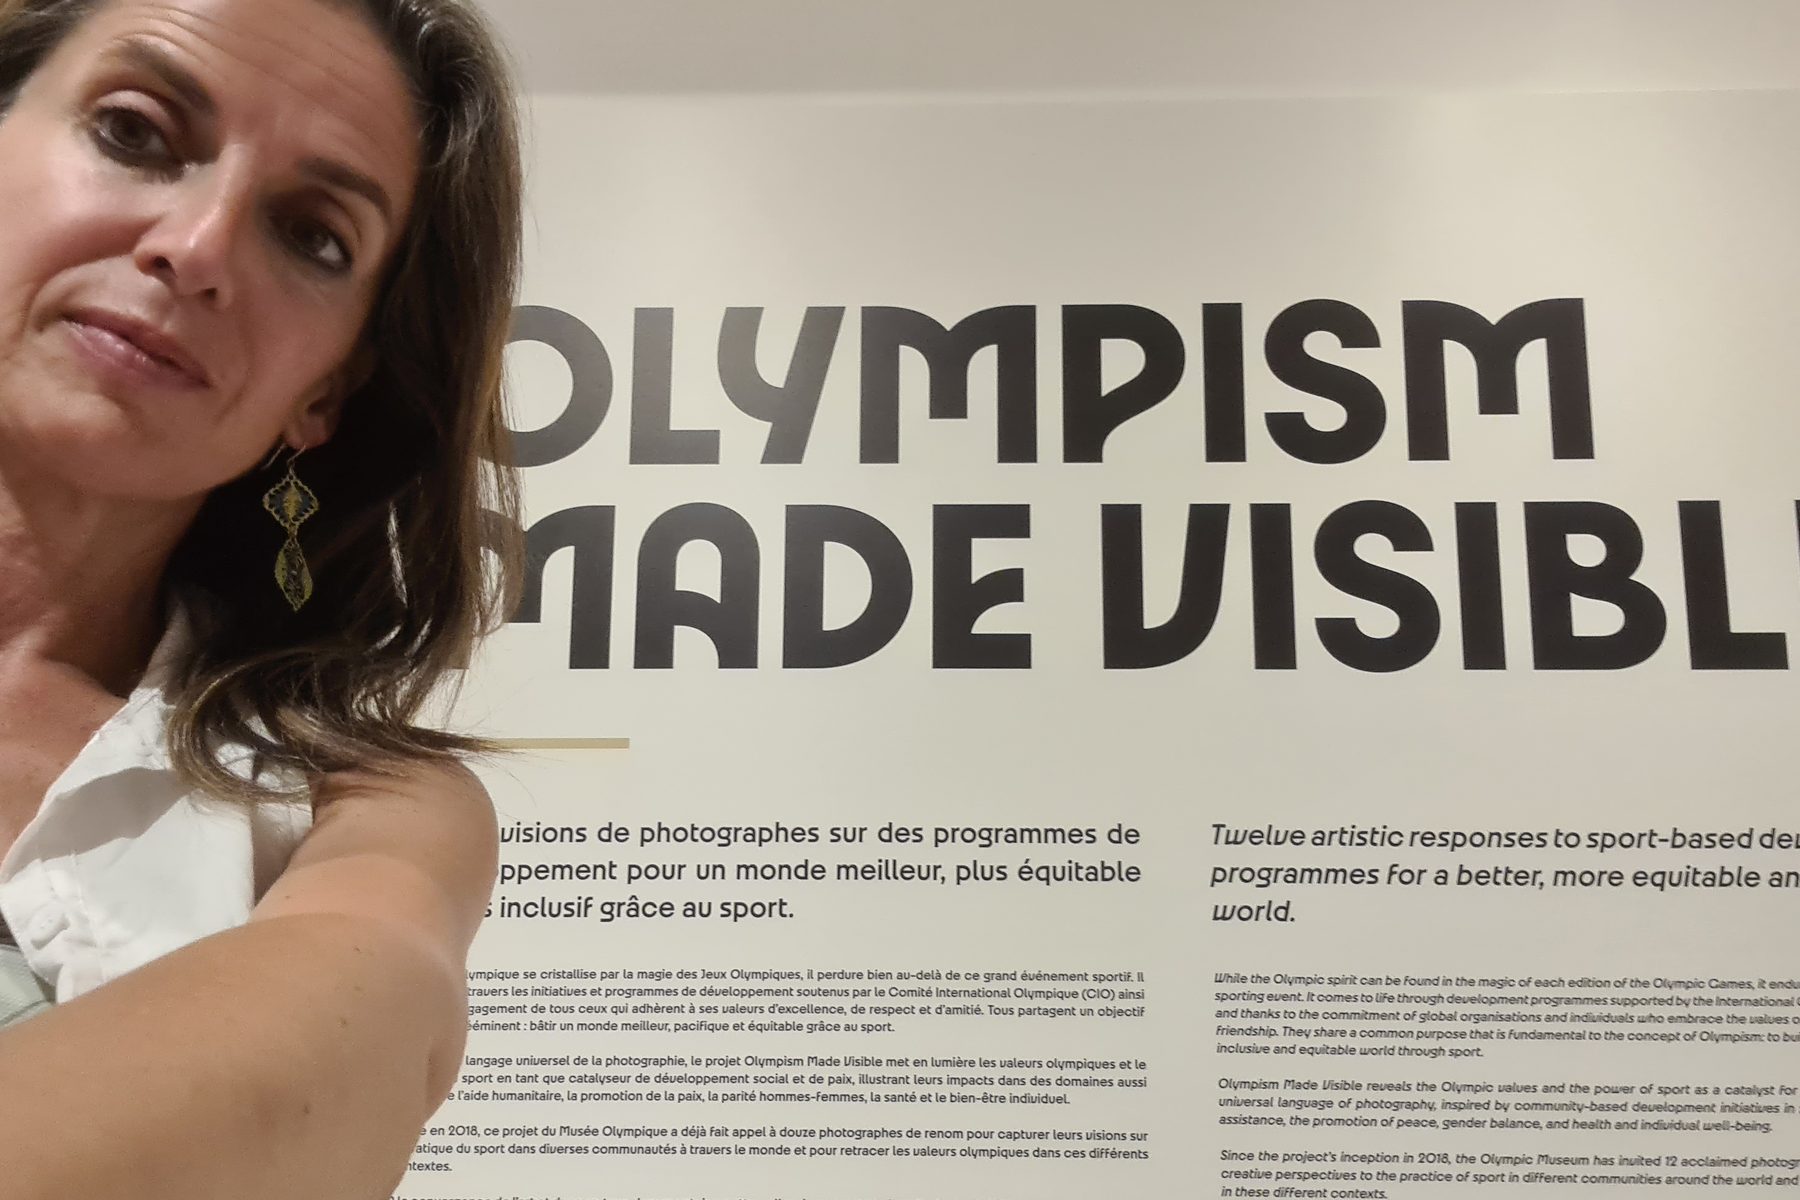 OLYMPISM
MADE VISIBL
visions de photographes sur des programmes de
ppement pour un monde meilleur, plus équitable
inclusif grâce au sport.
lympique se cristallise par la magie des Jeux Olympiques, il perdure bien au-delà de ce grand événement sportif. Il
travers les initiatives et programmes de développement soutenus par le Comité International Olympique (CIO) ainsi
gagement de tous ceux qui adhèrent à ses valeurs d'excellence, de respect et d'amitié. Tous partagent un objectif
éminent : bâtir un monde meilleur, pacifique et équitable grâce au sport.
langage universel de la photographie, le projet Olympism Made Visible met en lumière les valeurs olympiques et le
sport en tant que catalyseur de développement social et de paix, illustrant leurs impacts dans des domaines aussi
e l'aide humanitaire, la promotion de la paix, la parité hommes-femmes, la santé et le bien-être individuel.
e en 2018, ce projet du Musée Olympique a déjà fait appel à douze photographes de renom pour capturer leurs visions sur
atique du sport dans diverses communautés à travers le monde et pour retracer les valeurs olympiques dans ces différents
ntextes.
Twelve artistic responses to sport-based de
programmes for a better, more equitable an
world.
While the Olympic spirit can be found in the magic of each edition of the Olympic Games, it endu
sporting event. It comes to life through development programmes supported by the International
and thanks to the commitment of global organisations and individuals who embrace the values o
friendship. They share a common purpose that is fundamental to the concept of Olympism: to bui
inclusive and equitable world through sport.
Olympism Made Visible reveals the Olympic values and the power of sport as a catalyst for
universal language of photography, inspired by community-based development initiatives in
assistance, the promotion of peace, gender balance, and health and individual well-being.
Since the project's inception in 2018, the Olympic Museum has invited 12 acclaimed photogr
creative perspectives to the practice of sport in different communities around the world and
in these different contexts.